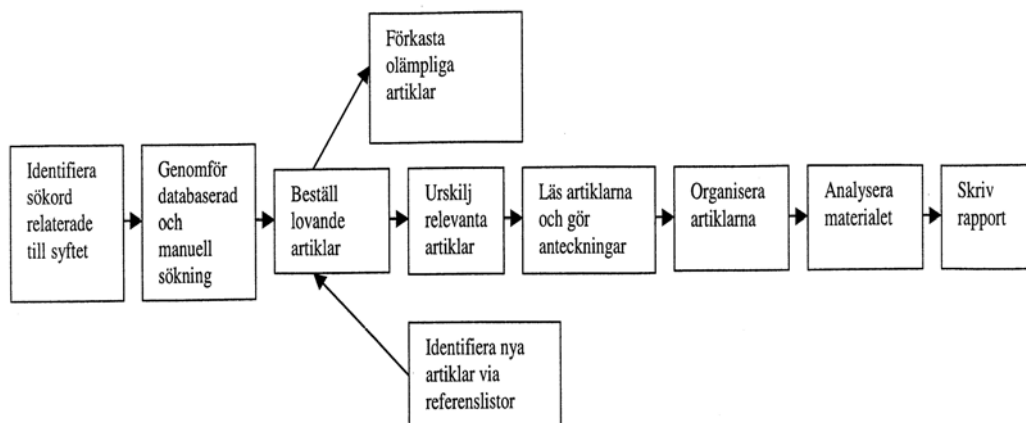 Förkasta
olämpliga
artiklar
Identifiera
sökord
relaterade
till syftet
Genomför
databaserad
och
manuell
sökning
Beställ
lovande
artiklar
Urskilj
relevanta
artiklar
Läs artiklarna
och gör
anteckningar
Organisera
artiklarna
Analysera
materialet
Skriv
rapport
Identifiera nya
artiklar via
referenslistor